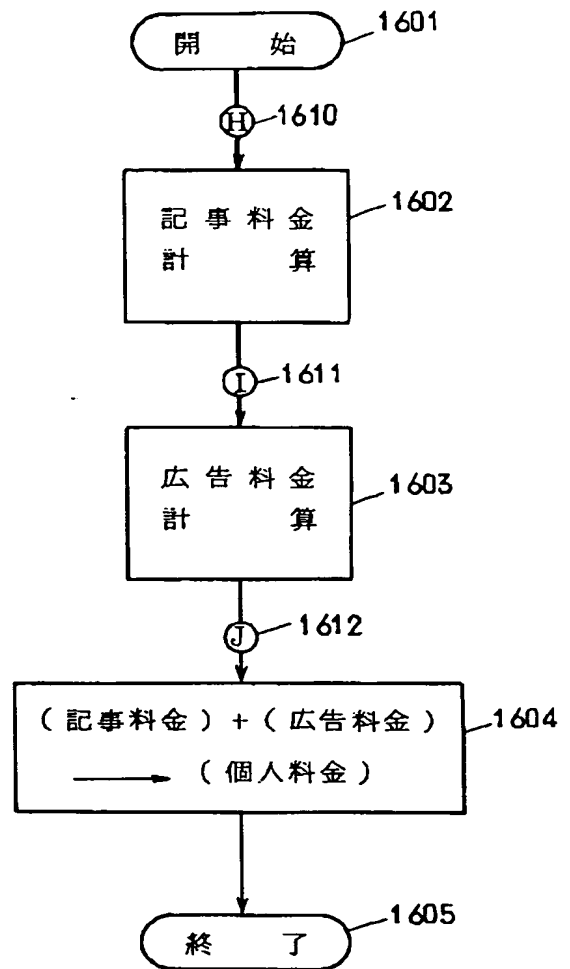 開 始
1601
H
1610
記事料金
計 算
1602
I
1611
広告料金
計 算
1603
J
1612
(記事料金)+(広告料金)
→(個人料金)
1604
終 了
1605